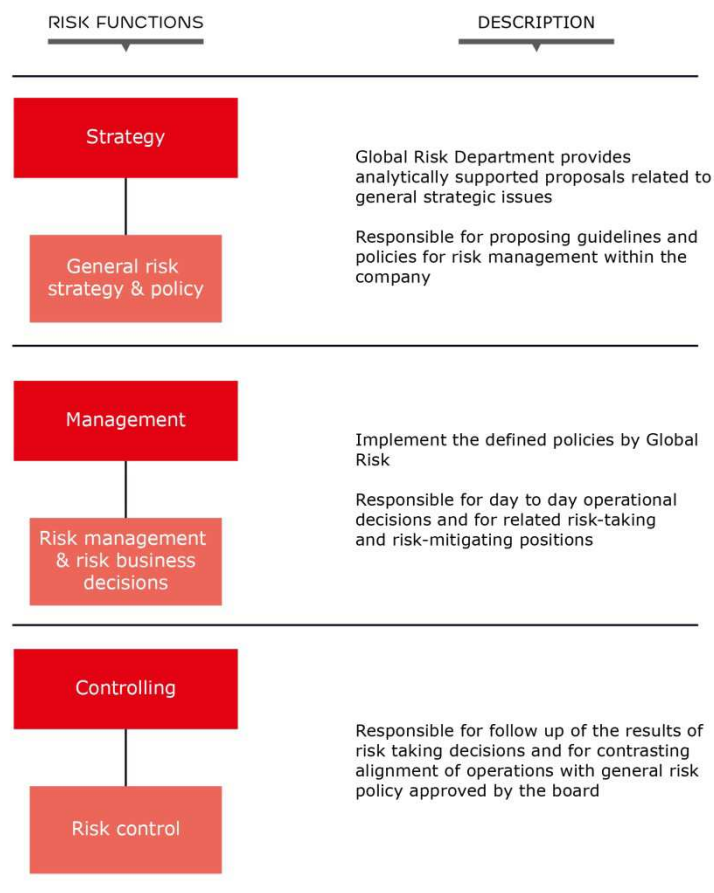 RISK FUNCTIONS
DESCRIPTION
Strategy
General risk
strategy & policy
Global Risk Department provides
analytically supported proposals related to
general strategic issues
Responsible for proposing guidelines and
policies for risk management within the
company
Management
Risk management
& risk business
decisions
Implement the defined policies by Global
Risk
Responsible for day to day operational
decisions and for related risk-taking
and risk-mitigating positions
Controlling
Risk control
Responsible for follow up of the results of
risk taking decisions and for contrasting
alignment of operations with general risk
policy approved by the board